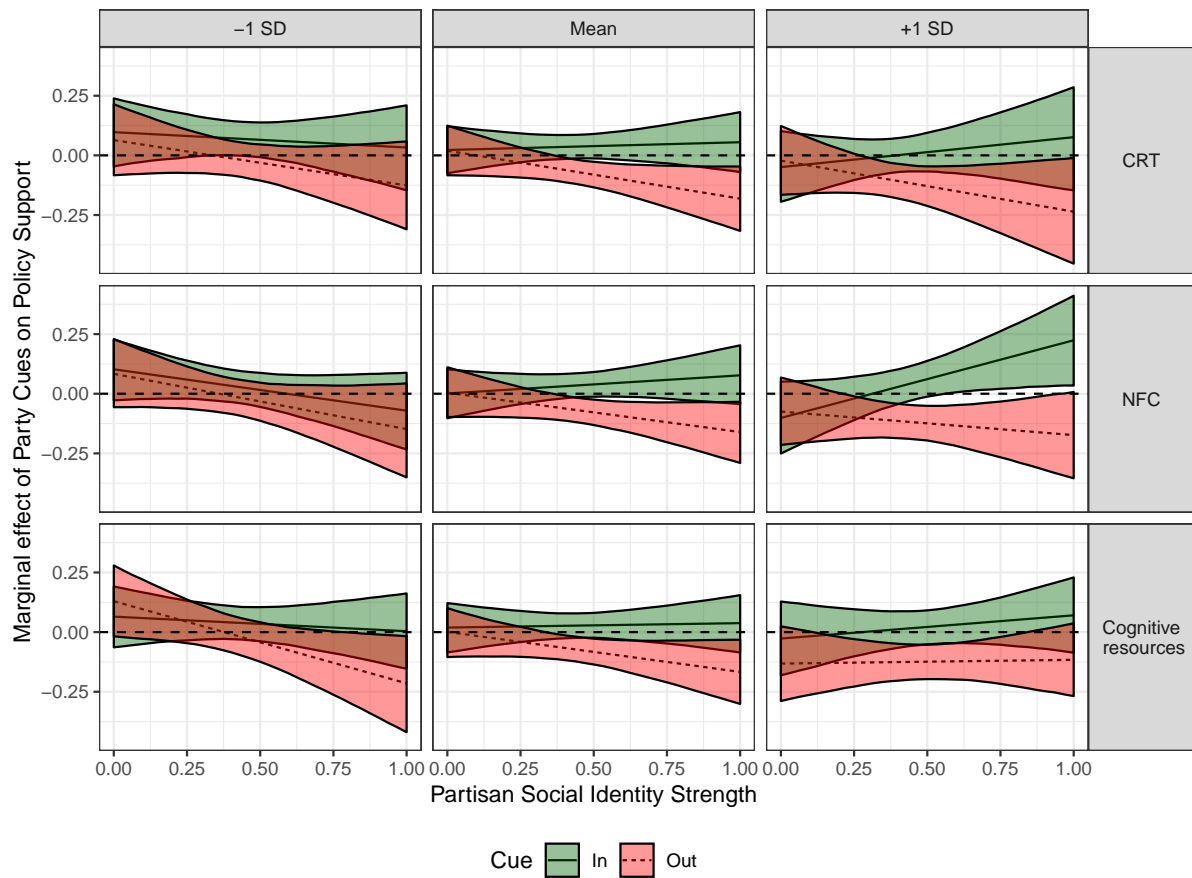 −1 SD
Mean
+1 SD
Marginal effect of Party Cues on Policy Support
0.25
0.00
−0.25
CRT
0.25
0.00
−0.25
NFC
0.25
0.00
−0.25
Cognitive
resources
0.00 0.25 0.50 0.75 1.00 0.00 0.25 0.50 0.75 1.00 0.00 0.25 0.50 0.75 1.00
Partisan Social Identity Strength
Cue In Out